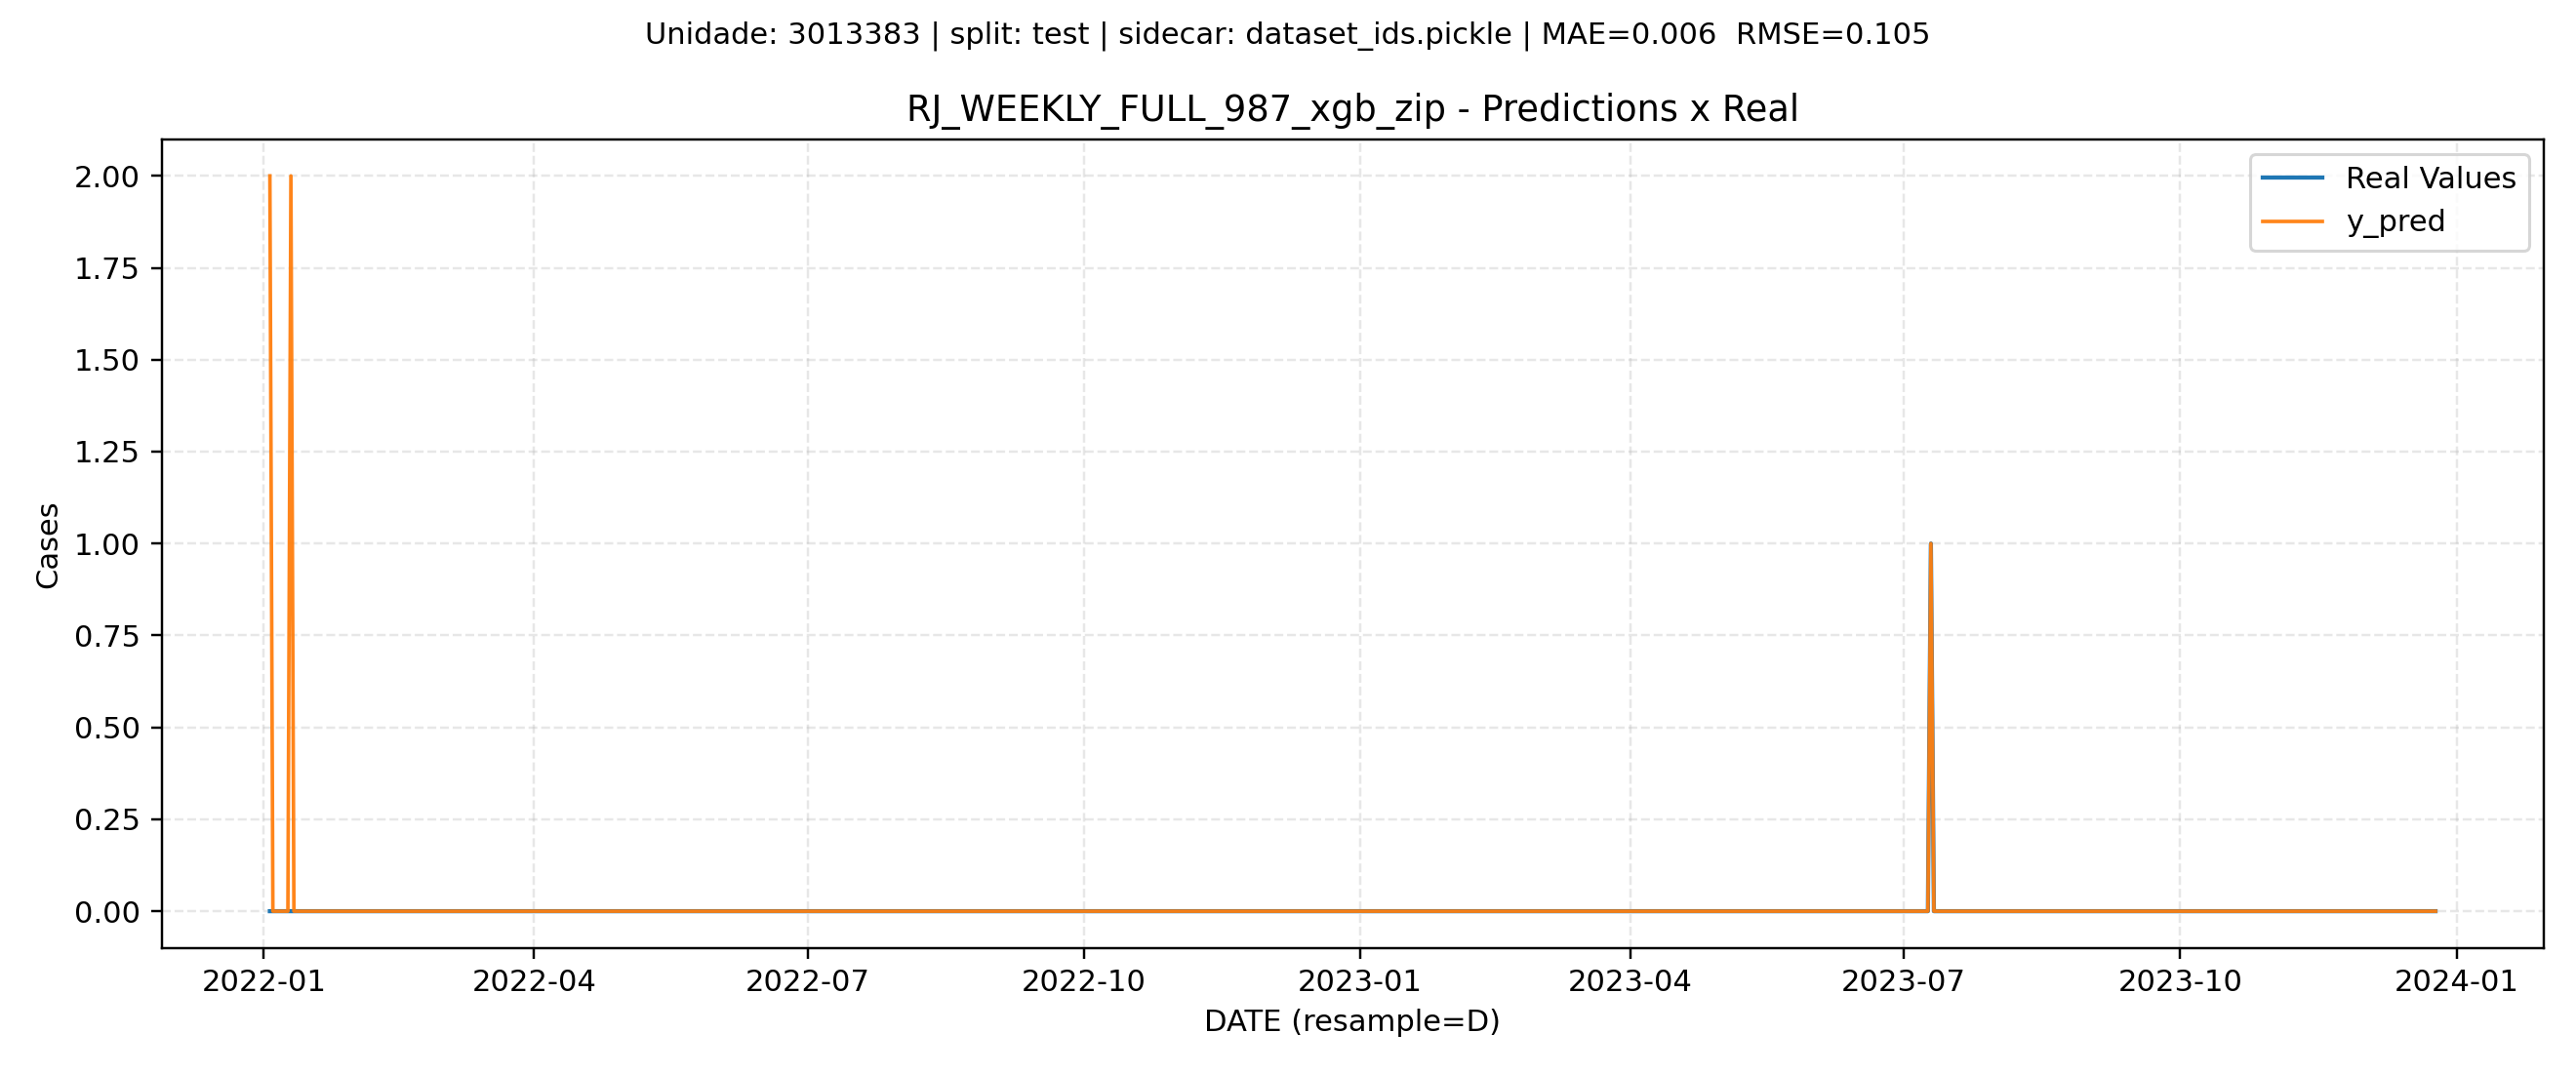 Unidade: 3013383 | split: test | sidecar: dataset_ids.pickle | MAE=0.006  RMSE=0.105
RJ_WEEKLY_FULL_987_xgb_zip - Predictions x Real
Real Values
y_pred
Cases
2.00
1.75
1.50
1.25
1.00
0.75
0.50
0.25
0.00
2022-01 2022-04 2022-07 2022-10 2023-01 2023-04 2023-07 2023-10 2024-01
DATE (resample=D)